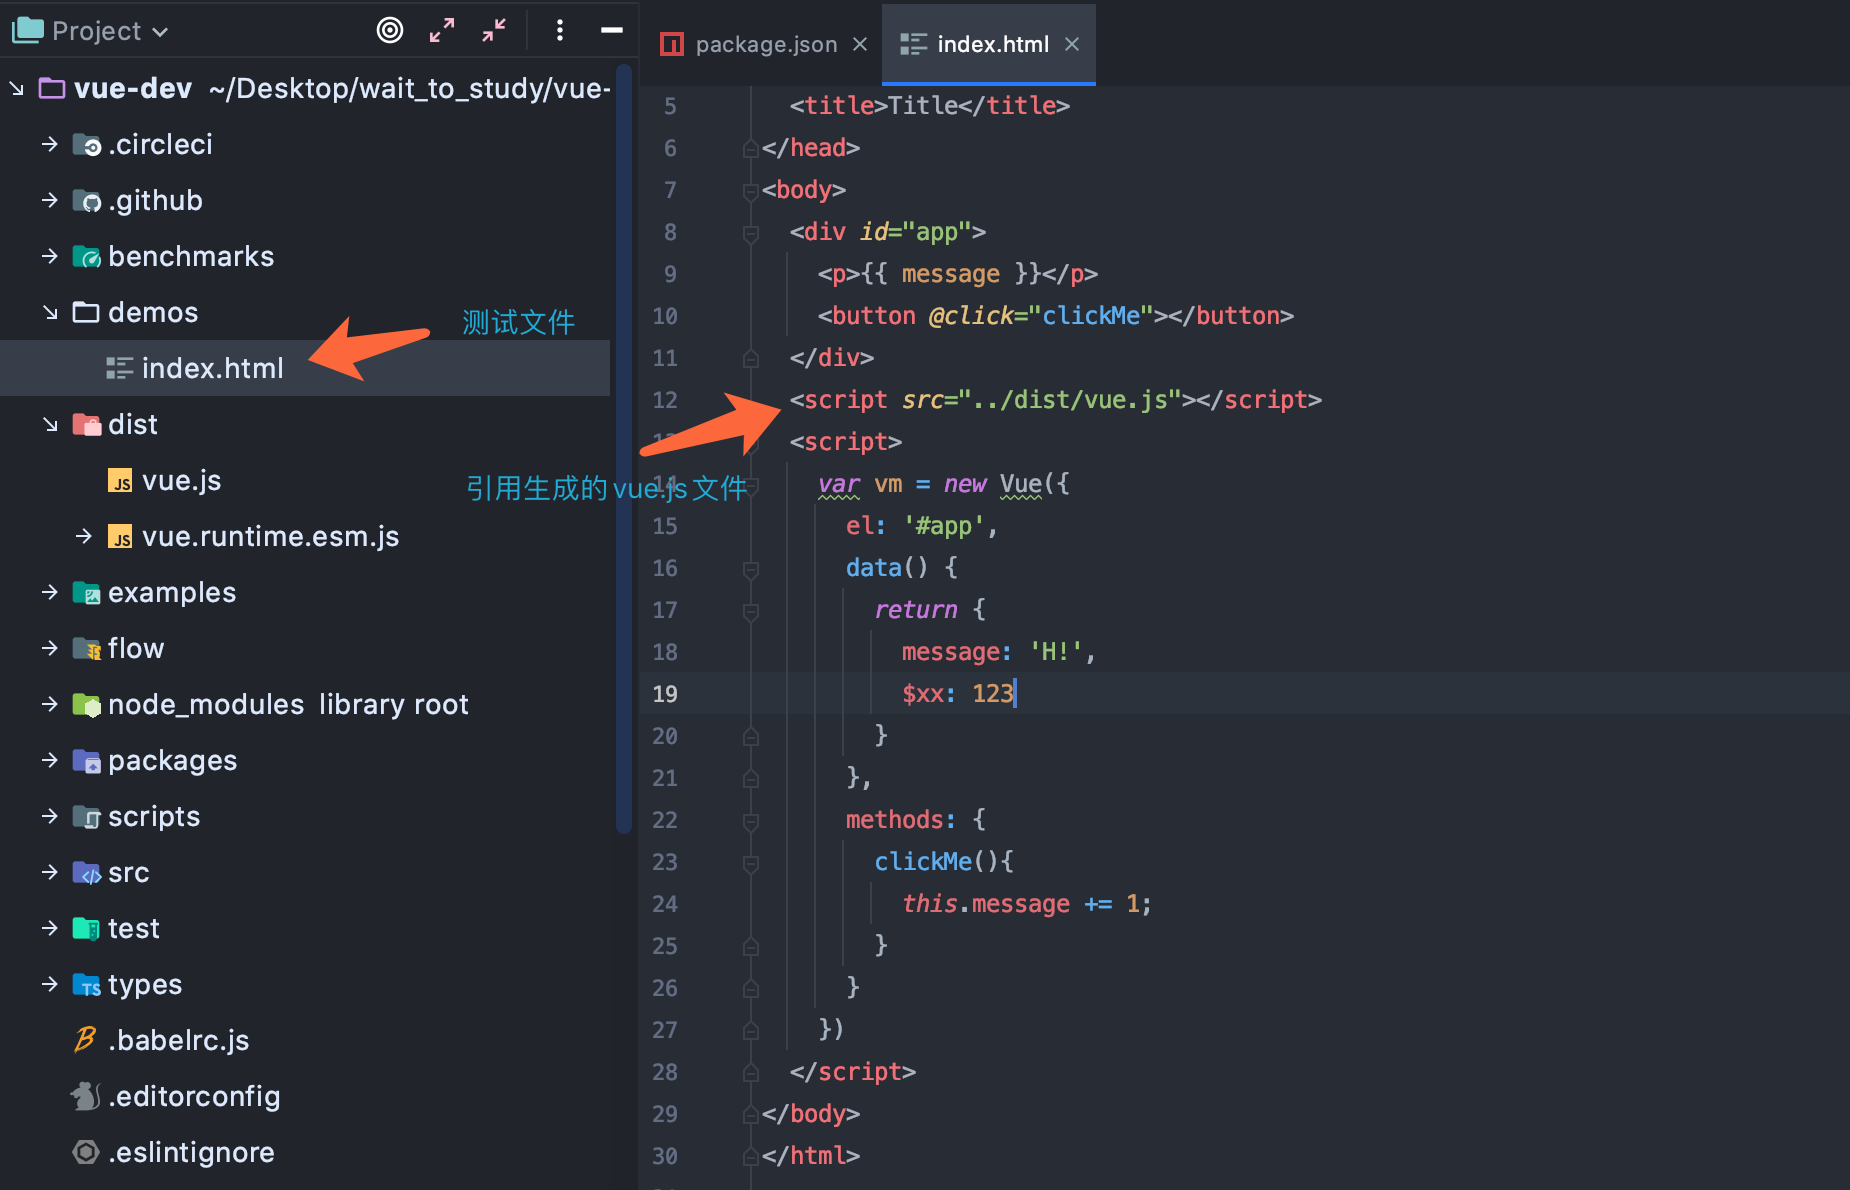 Project
vue-dev ~/Desktop/wait_to_study/vue-
.circleci
.github
benchmarks
demos
测试文件
index.html
dist
JS vue.js
引用生成的 vue.js 文件
JS vue.runtime.esm.js
examples
flow
node_modules library root
packages
scripts
src
test
TS types
.babelrc.js
.editorconfig
.eslintignore
package.json
index.html
5 <title>Title</title>
6 </head>
7 <body>
8 <div id="app">
9 <p>{{ message }}</p>
10 <button @click="clickMe"></button>
11 </div>
12 <script src="../dist/vue.js"></script>
13 <script>
14 var vm = new Vue({
15 el: '#app',
16 data() {
17 return {
18 message: 'H!',
19 $xx: 123
20 }
21 },
22 methods: {
23 clickMe(){
24 this.message += 1;
25 }
26 }
27 })
28 </script>
29 </body>
30 </html>